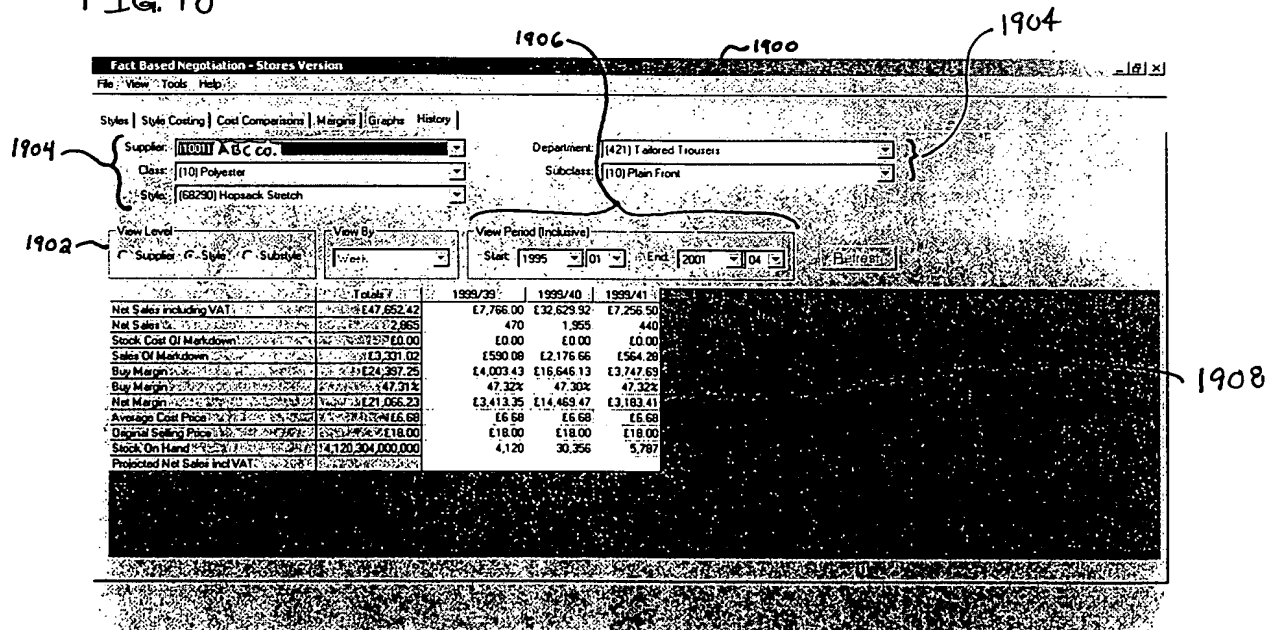 FIG. 18
1906
1900
1904
Fact Based Negotiation - Stores Version
File View Tools Help
Styles Style Costing Cost Comparisons Margins Graphs History
1904
Supplier: (1001) ABC CO.
Department: (421) Tailored Trousers
Class: (10) Polyester
Subclass: (10) Plain Front
Style: (68290) Hopsack Stretch
1902
View Level
View By
View Period (Inclusive)
Supplier Style Substyle
Week
Start: 1995 01 End: 2001 04
Refresh
Totals 1999/39 1999/40 1999/41
Net Sales including VAT £47,652.42 £7,766.00 £32,629.92 £7,256.50
Net Sales 2,865 470 1,955 440
Stock Cost Of Markdown £0.00 £0.00 £0.00 £0.00
Sales Of Markdown £3,331.02 £590.08 £2,176.66 £564.28
Buy Margin £24,397.25 £4,003.43 £16,646.13 £3,747.69
Buy Margin 47.31% 47.32% 47.30% 47.32%
Net Margin £21,066.23 £3,413.35 £14,469.47 £3,183.41
Average Cost Price £6.68 £6.68 £6.68 £6.68
Original Selling Price £18.00 £18.00 £18.00 £18.00
Stock On Hand 4,120,304,000,000 4,120 30,356 5,787
Projected Net Sales incl VAT
1908